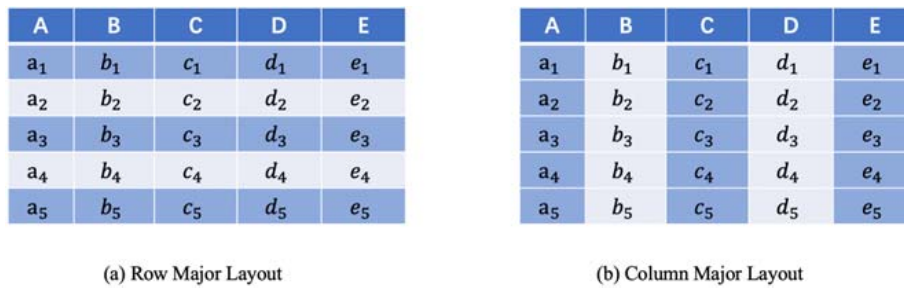 A B C D E
a₁ b₁ c₁ d₁ e₁
a₂ b₂ c₂ d₂ e₂
a₃ b₃ c₃ d₃ e₃
a₄ b₄ c₄ d₄ e₄
a₅ b₅ c₅ d₅ e₅
(a) Row Major Layout
A B C D E
a₁ b₁ c₁ d₁ e₁
a₂ b₂ c₂ d₂ e₂
a₃ b₃ c₃ d₃ e₃
a₄ b₄ c₄ d₄ e₄
a₅ b₅ c₅ d₅ e₅
(b) Column Major Layout